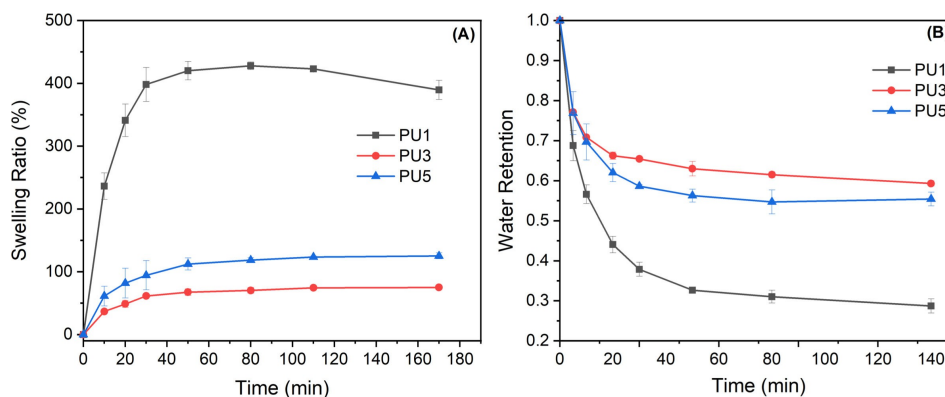 500
400
300
200
100
0
Swelling Ratio (%)
(A)
PU1
PU3
PU5
0 20 40 60 80 100 120 140 160 180
Time (min)
1.0
0.9
0.8
0.7
0.6
0.5
0.4
0.3
0.2
Water Retention
(B
PU1
PU3
PU5
0 20 40 60 80 100 120 140
Time (min)